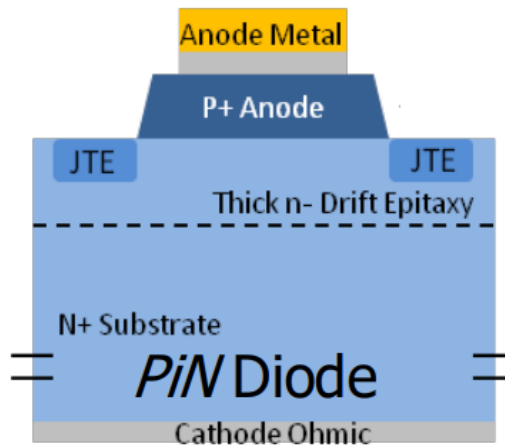 Anode Metal
P+ Anode
JTE
JTE
Thick n- Drift Epitaxy
N+ Substrate
PiN Diode
Cathode Ohmic